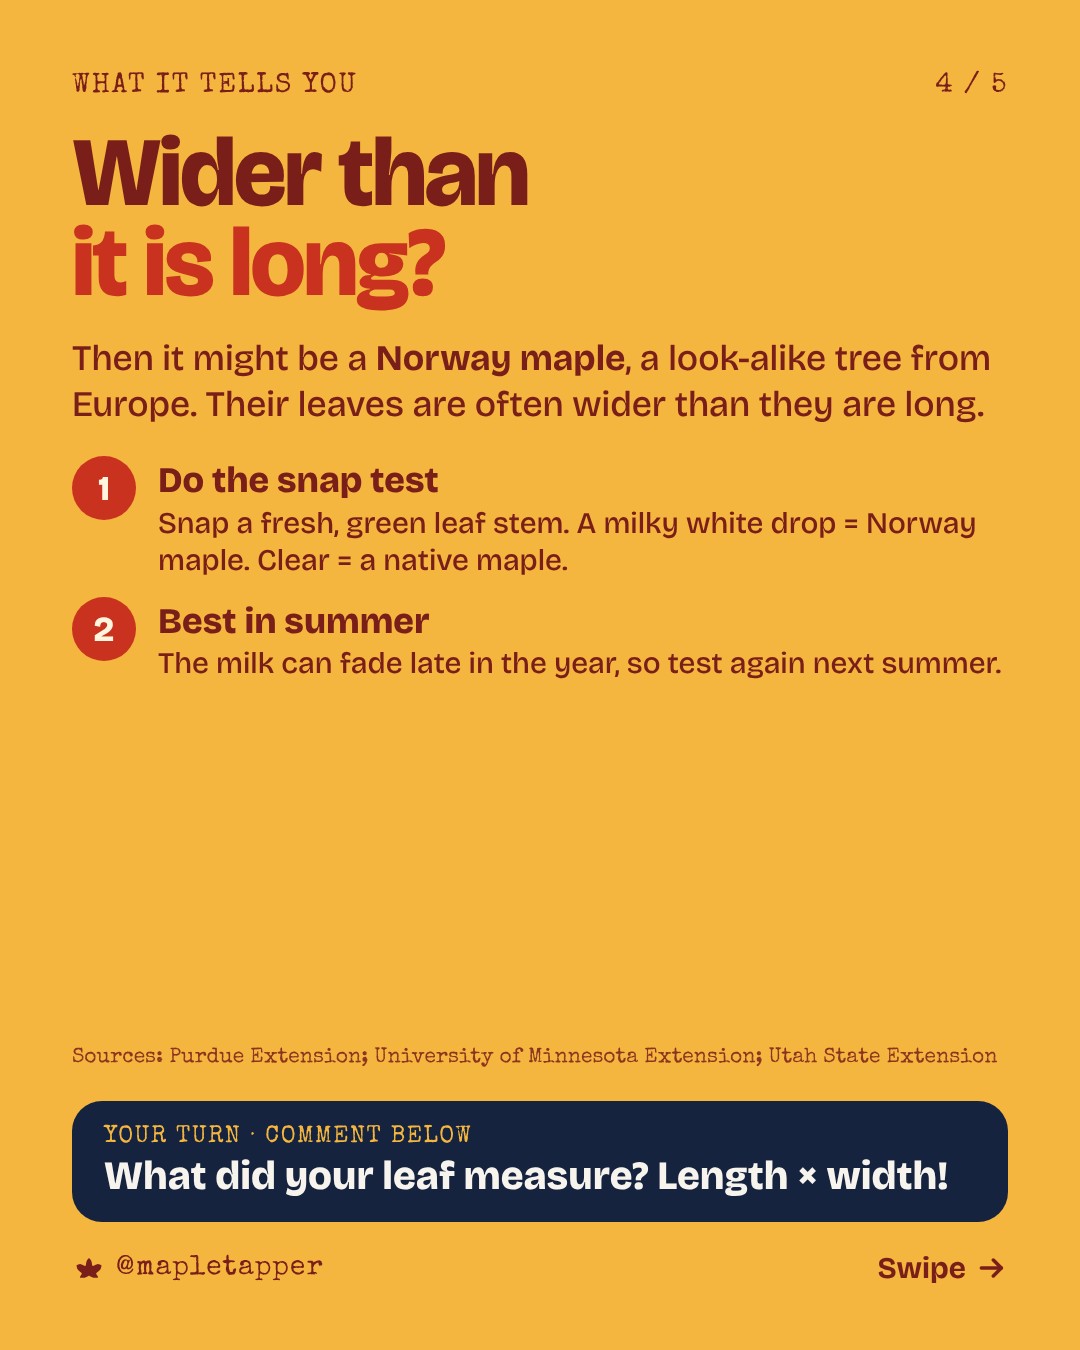 WHAT IT TELLS YOU
4 / 5
Wider than
it is long?
Then it might be a Norway maple, a look-alike tree from
Europe. Their leaves are often wider than they are long.
1
Do the snap test
Snap a fresh, green leaf stem. A milky white drop = Norway
maple. Clear = a native maple.
2
Best in summer
The milk can fade late in the year, so test again next summer.
Sources: Purdue Extension; University of Minnesota Extension; Utah State Extension
YOUR TURN · COMMENT BELOW
What did your leaf measure? Length × width!
@mapletapper
Swipe →